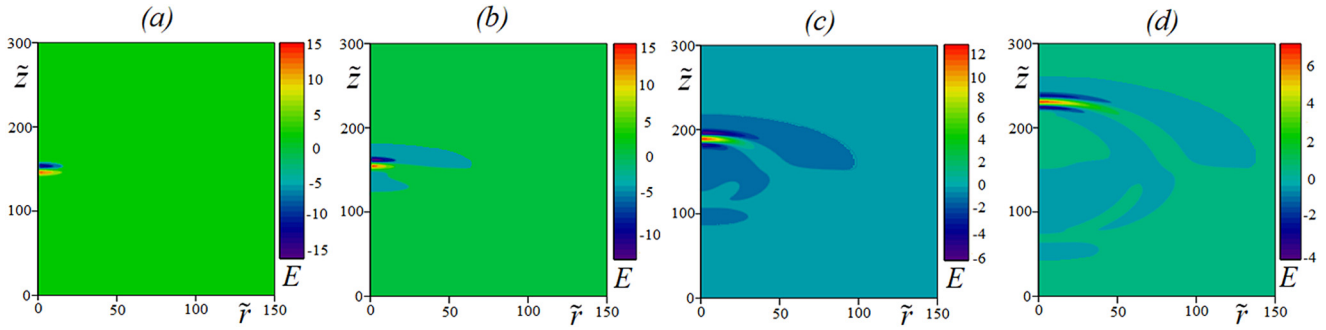 (a) (b) (c) (d)
300 15 300 15 300 12 300 6
z̃ z̃ z̃ z̃
10 10 10 4
200 5 200 5 200 8 200 2
6
0 0 4 0
-5 -5 2
100 100 100 0 100 -2
-10 -10 -2
-15 -4
0 E 0 E 0 -6 E 0 -4 E
0 50 100 r̃ 150 0 50 100 r̃ 150 0 50 100 r̃ 150 0 50 100 r̃ 150